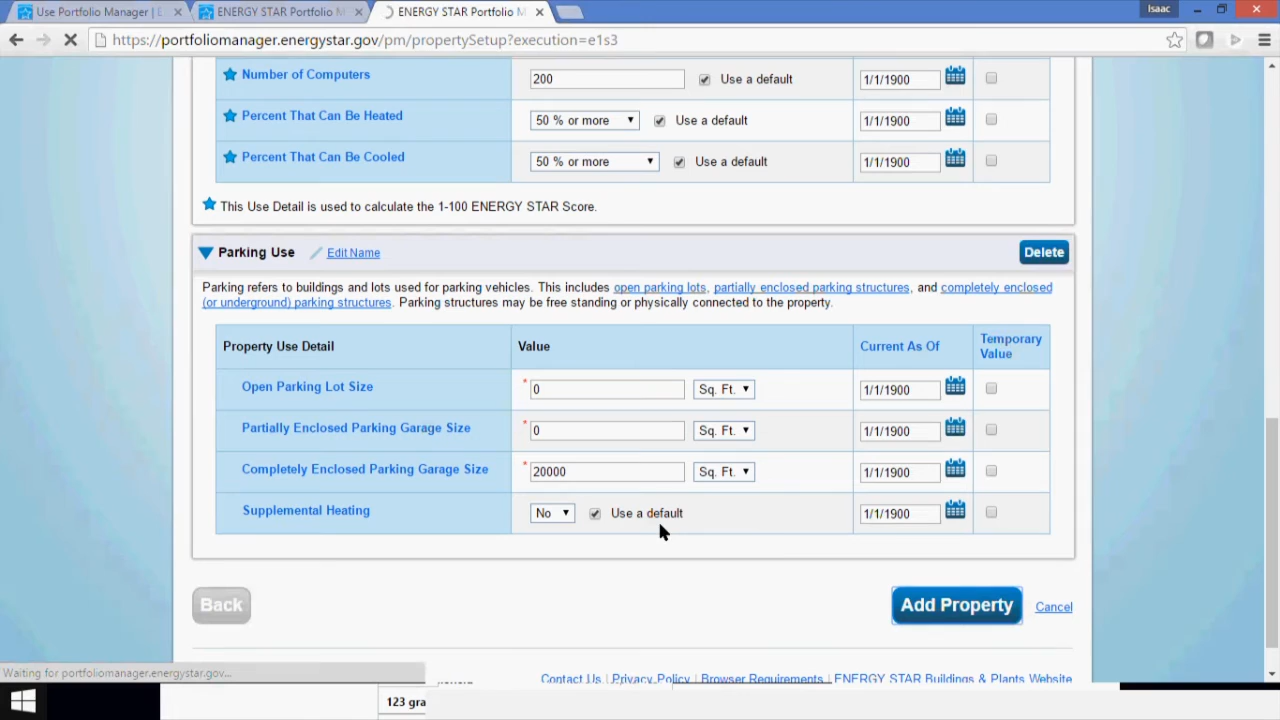 Use Portfolio Manager | E
ENERGY STAR Portfolio M
ENERGY STAR Portfolio M
Isaac
https://portfoliomanager.energystar.gov/pm/propertySetup?execution=e1s3
Number of Computers 200 Use a default 1/1/1900
Percent That Can Be Heated 50 % or more Use a default 1/1/1900
Percent That Can Be Cooled 50 % or more Use a default 1/1/1900
This Use Detail is used to calculate the 1-100 ENERGY STAR Score.
Parking Use Edit Name Delete
Parking refers to buildings and lots used for parking vehicles. This includes open parking lots, partially enclosed parking structures, and completely enclosed
(or underground) parking structures. Parking structures may be free standing or physically connected to the property.
Property Use Detail Value Current As Of Temporary
Value
Open Parking Lot Size * 0 Sq. Ft. 1/1/1900
Partially Enclosed Parking Garage Size * 0 Sq. Ft. 1/1/1900
Completely Enclosed Parking Garage Size * 20000 Sq. Ft. 1/1/1900
Supplemental Heating No Use a default 1/1/1900
Back Add Property Cancel
Waiting for portfoliomanager.energystar.gov...
Contact Us | Privacy Policy | Browser Requirements | ENERGY STAR Buildings & Plants Website
123 gra